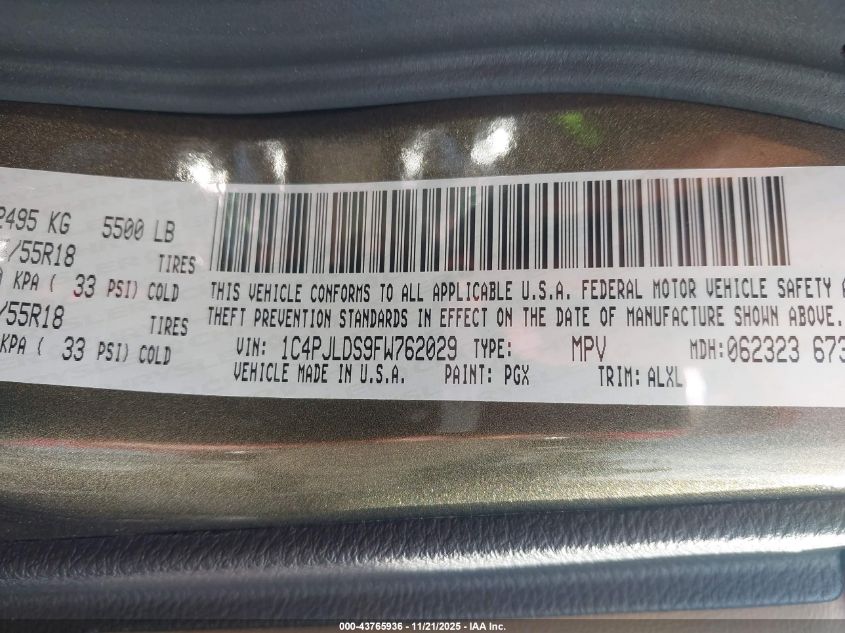 2495 KG 5500 LB
/55R18 TIRES
KPA ( 33 PSI) COLD
/55R18 TIRES
KPA ( 33 PSI) COLD
THIS VEHICLE CONFORMS TO ALL APPLICABLE U.S.A. FEDERAL MOTOR VEHICLE SAFETY
THEFT PREVENTION STANDARDS IN EFFECT ON THE DATE OF MANUFACTURE SHOWN ABOVE.
VIN: 1C4PJLDS9FW762029 TYPE: MPV MDH:062323 673
VEHICLE MADE IN U.S.A. PAINT: PGX TRIM: ALXL
000-43765936 - 11/21/2025 - IAA Inc.